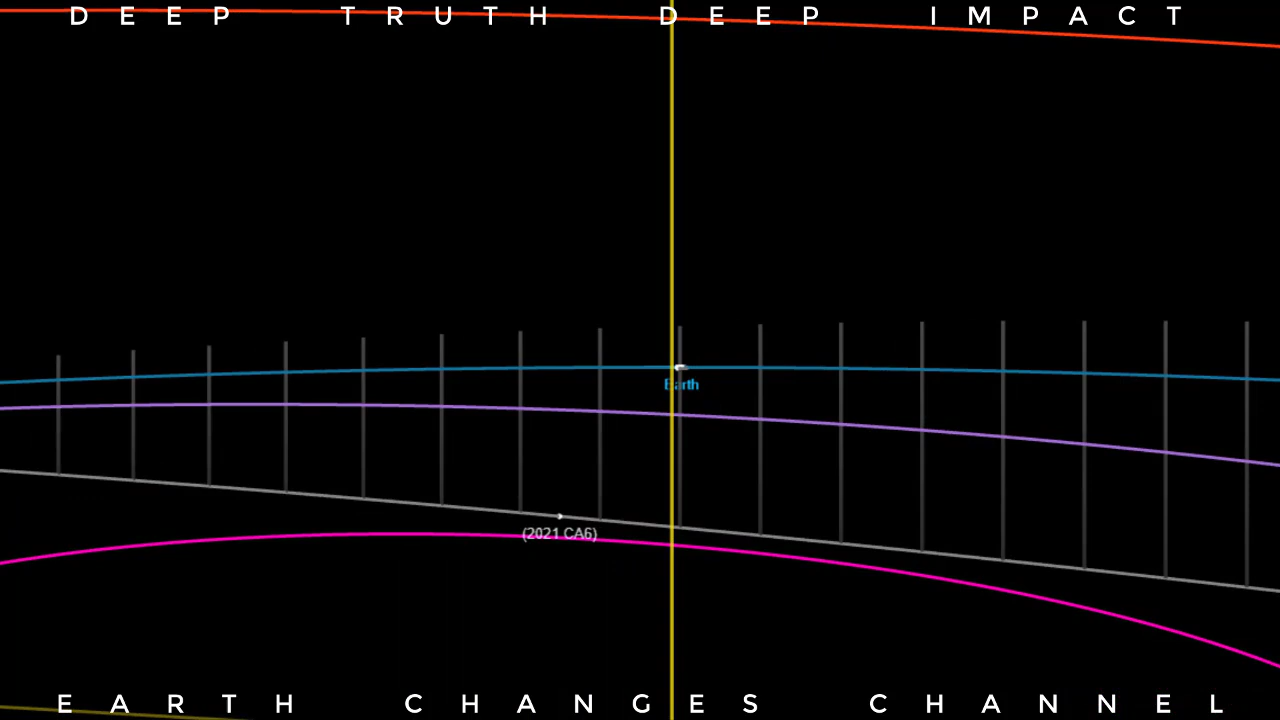 DEEP TRUTH DEEP IMPACT
Earth
(2021 CA6)
EARTH CHANGES CHANNEL